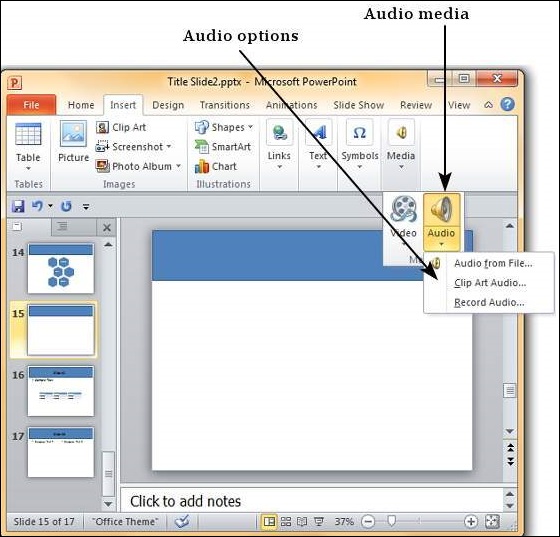 Audio media
Audio options
Title Slide2.pptx - Microsoft PowerPoint
File Home Insert Design Transitions Animations Slide Show Review View
Table
Picture
Clip Art
Screenshot
Photo Album
Shapes
SmartArt
Chart
Links
Text
Symbols
Media
Tables Images Illustrations
Video
Audio
14
Audio from File...
Clip Art Audio...
Record Audio...
15
16
17
Click to add notes
Slide 15 of 17 "Office Theme" 37%